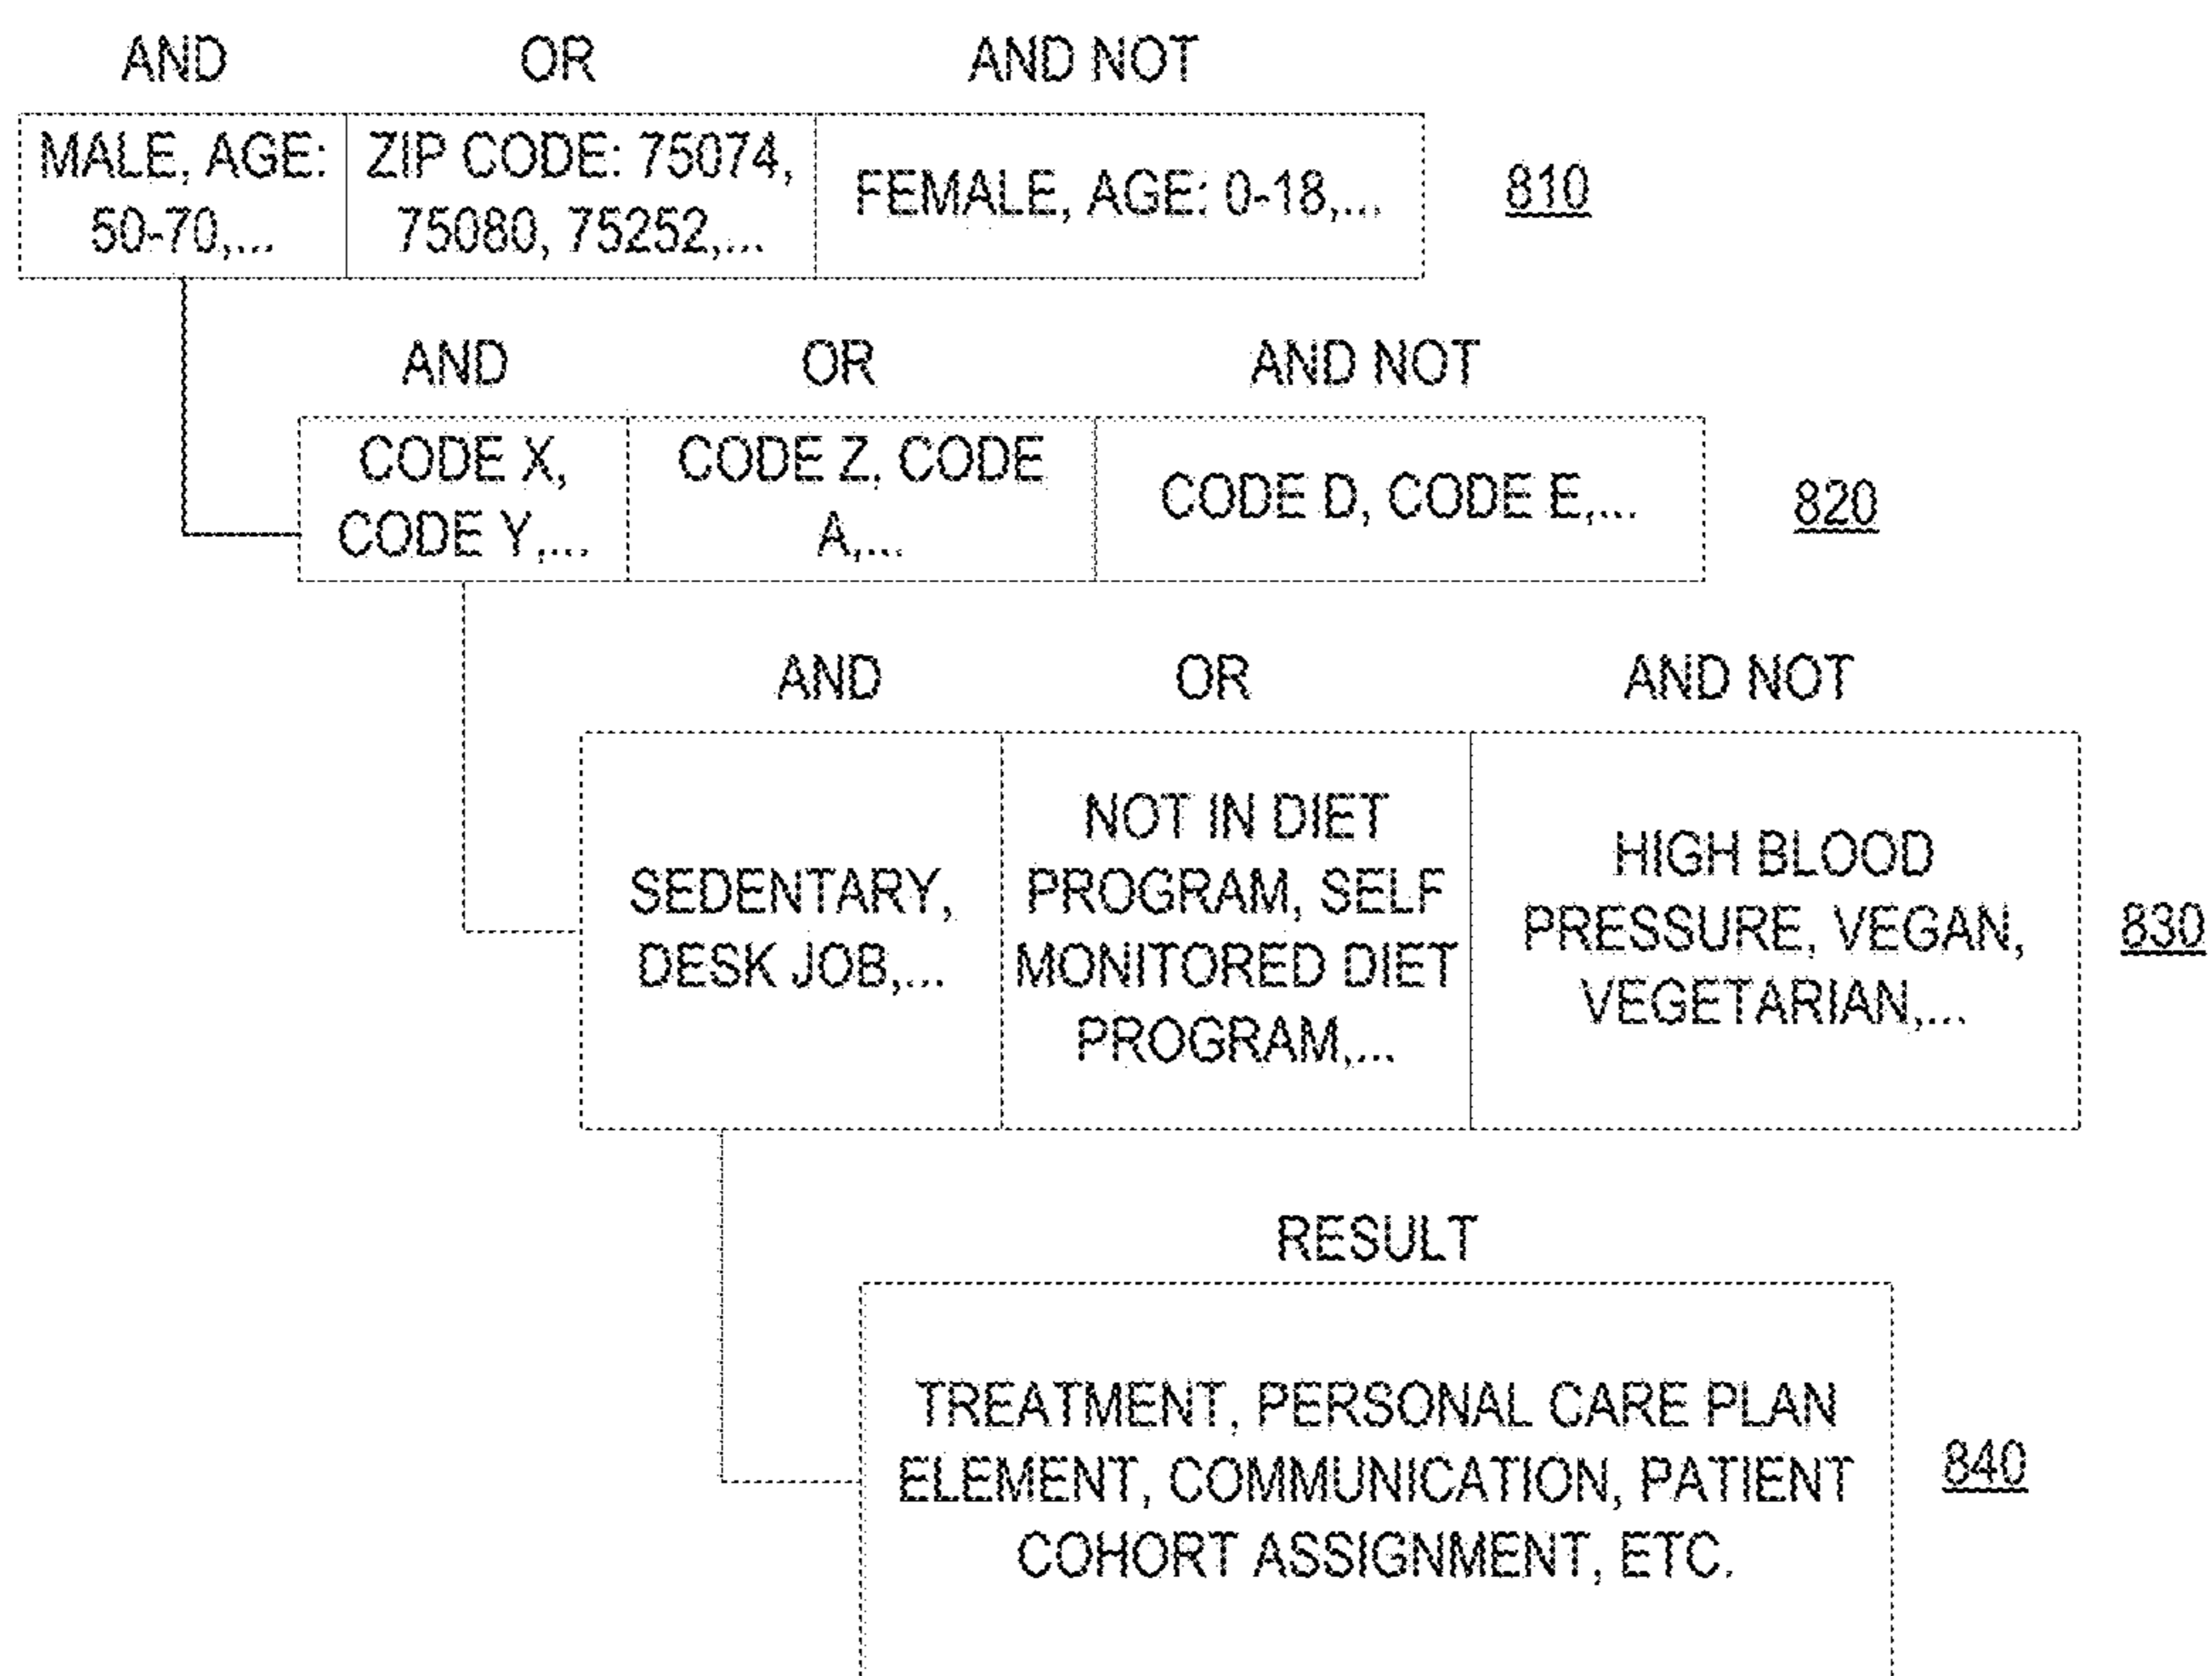 AND OR AND NOT
MALE, AGE:
50-70,...
ZIP CODE: 75074,
75080, 75252,...
FEMALE, AGE: 0-18,...
810
AND OR AND NOT
CODE X,
CODE Y,...
CODE Z, CODE
A,...
CODE D, CODE E,...
820
AND OR AND NOT
SEDENTARY,
DESK JOB,...
NOT IN DIET
PROGRAM, SELF
MONITORED DIET
PROGRAM,...
HIGH BLOOD
PRESSURE, VEGAN,
VEGETARIAN,...
830
RESULT
TREATMENT, PERSONAL CARE PLAN
ELEMENT, COMMUNICATION, PATIENT
COHORT ASSIGNMENT, ETC.
840